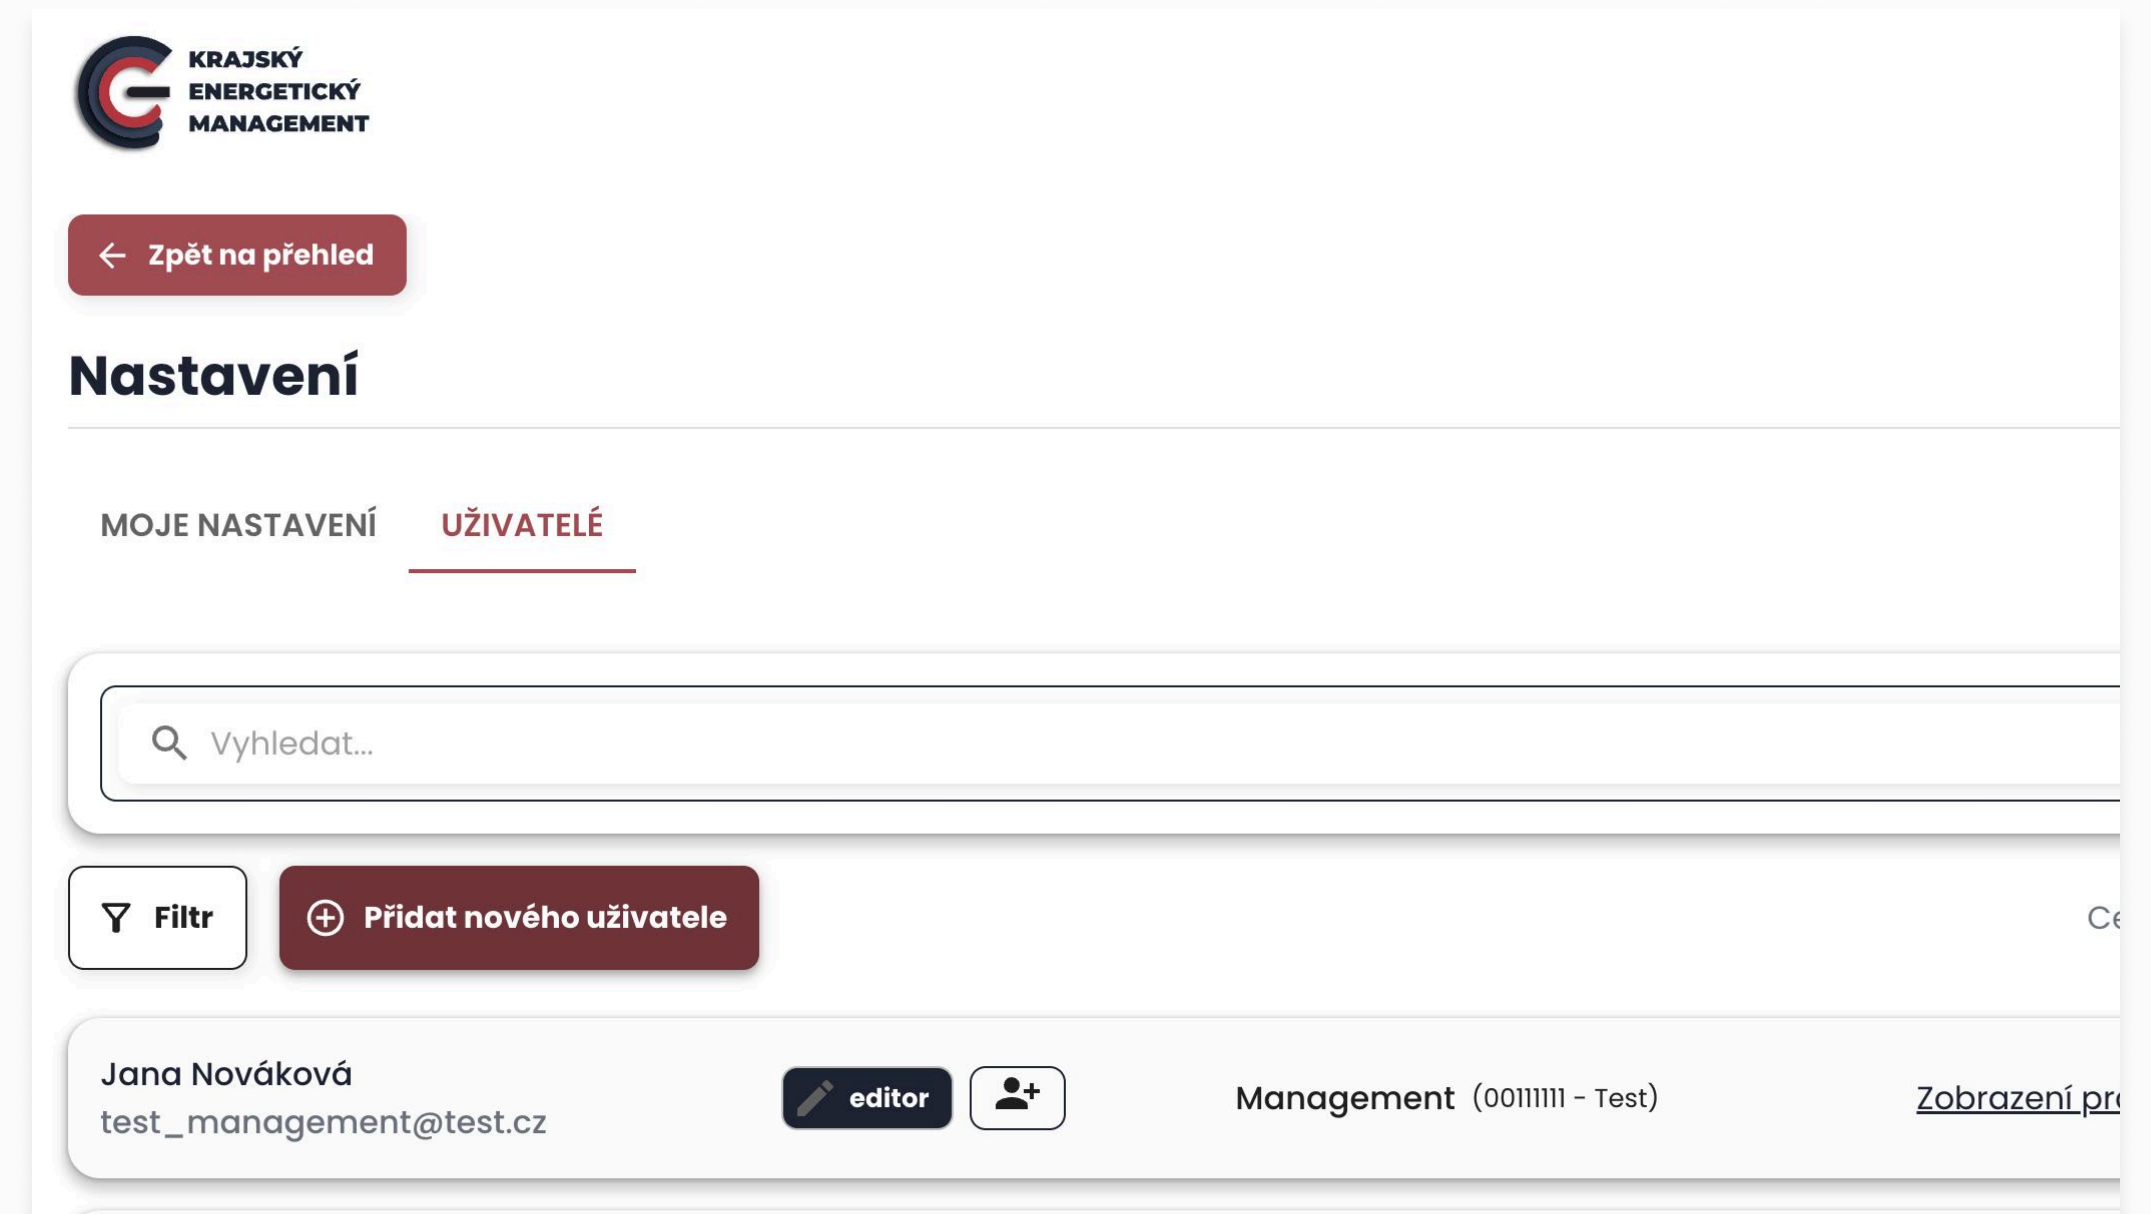 KRAJSKÝ
ENERGETICKÝ
MANAGEMENT
Zpět na přehled
Nastavení
MOJE NASTAVENÍ UŽIVATELÉ
Vyhledat...
Filtr Přidat nového uživatele
Jana Nováková
test_management@test.cz
editor
Management (00111111 - Test)
Zobrazení